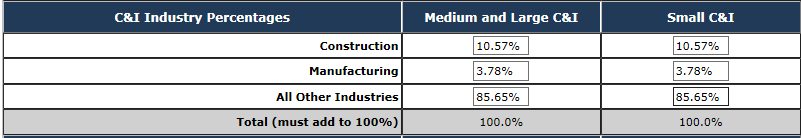 C&I Industry Percentages Medium and Large C&I Small C&I
Construction 10.57% 10.57%
Manufacturing 3.78% 3.78%
All Other Industries 85.65% 85.65%
Total (must add to 100%) 100.0% 100.0%